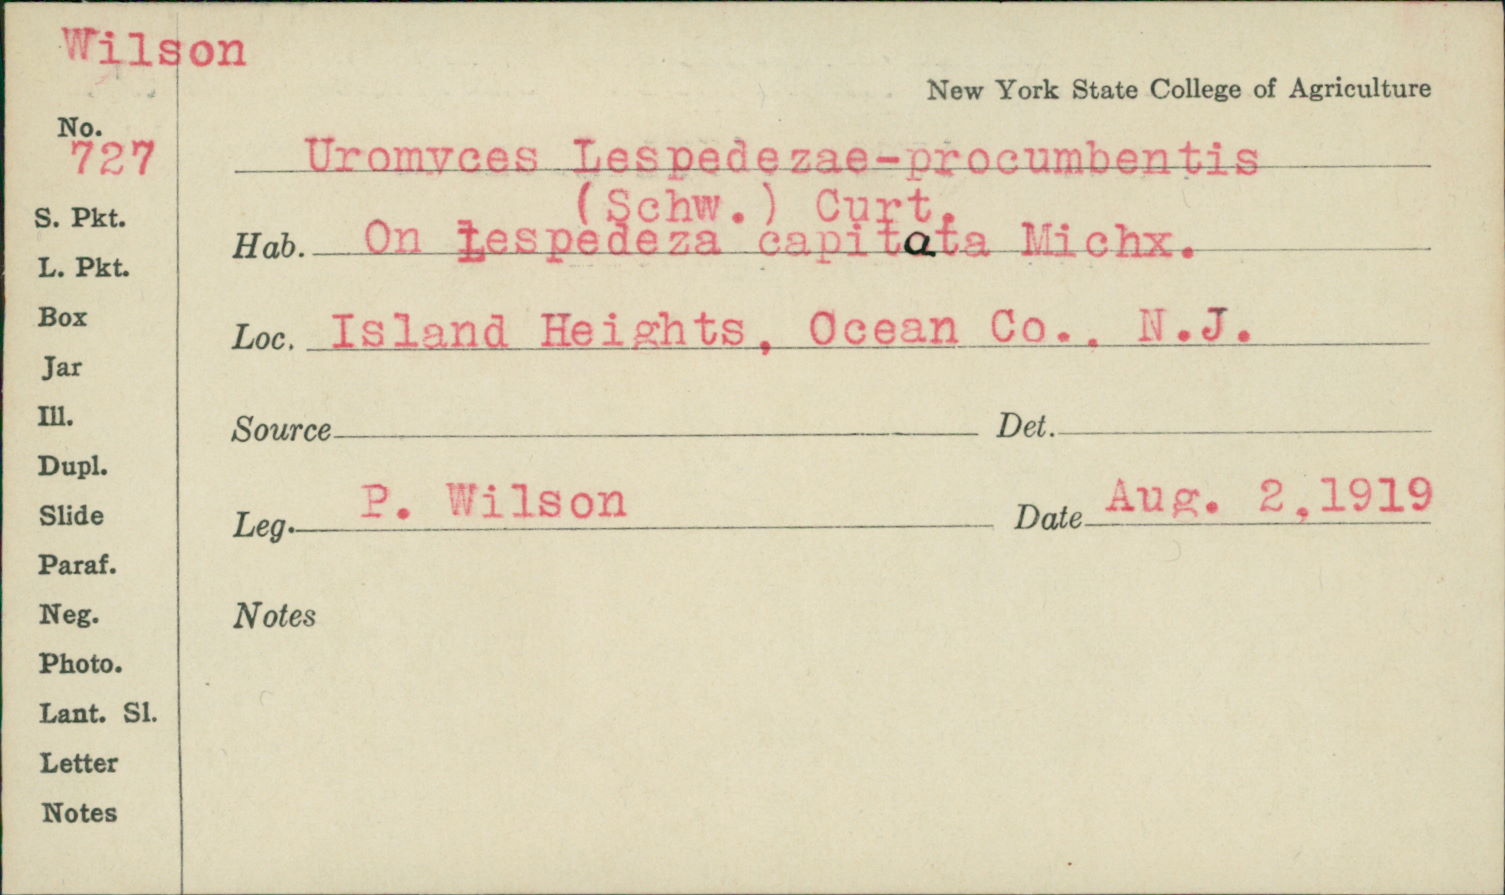 Wilson
New York State College of Agriculture
No.
727
Uromyces Lespedezae-procumbentis
(Schw.) Curt.
Hab. On Lespedeza capitata Michx.
Loc. Island Heights, Ocean Co., N.J.
Source Det.
Leg. P. Wilson Date Aug. 2,1919
Notes
S. Pkt.
L. Pkt.
Box
Jar
Ill.
Dupl.
Slide
Paraf.
Neg.
Photo.
Lant. Sl.
Letter
Notes